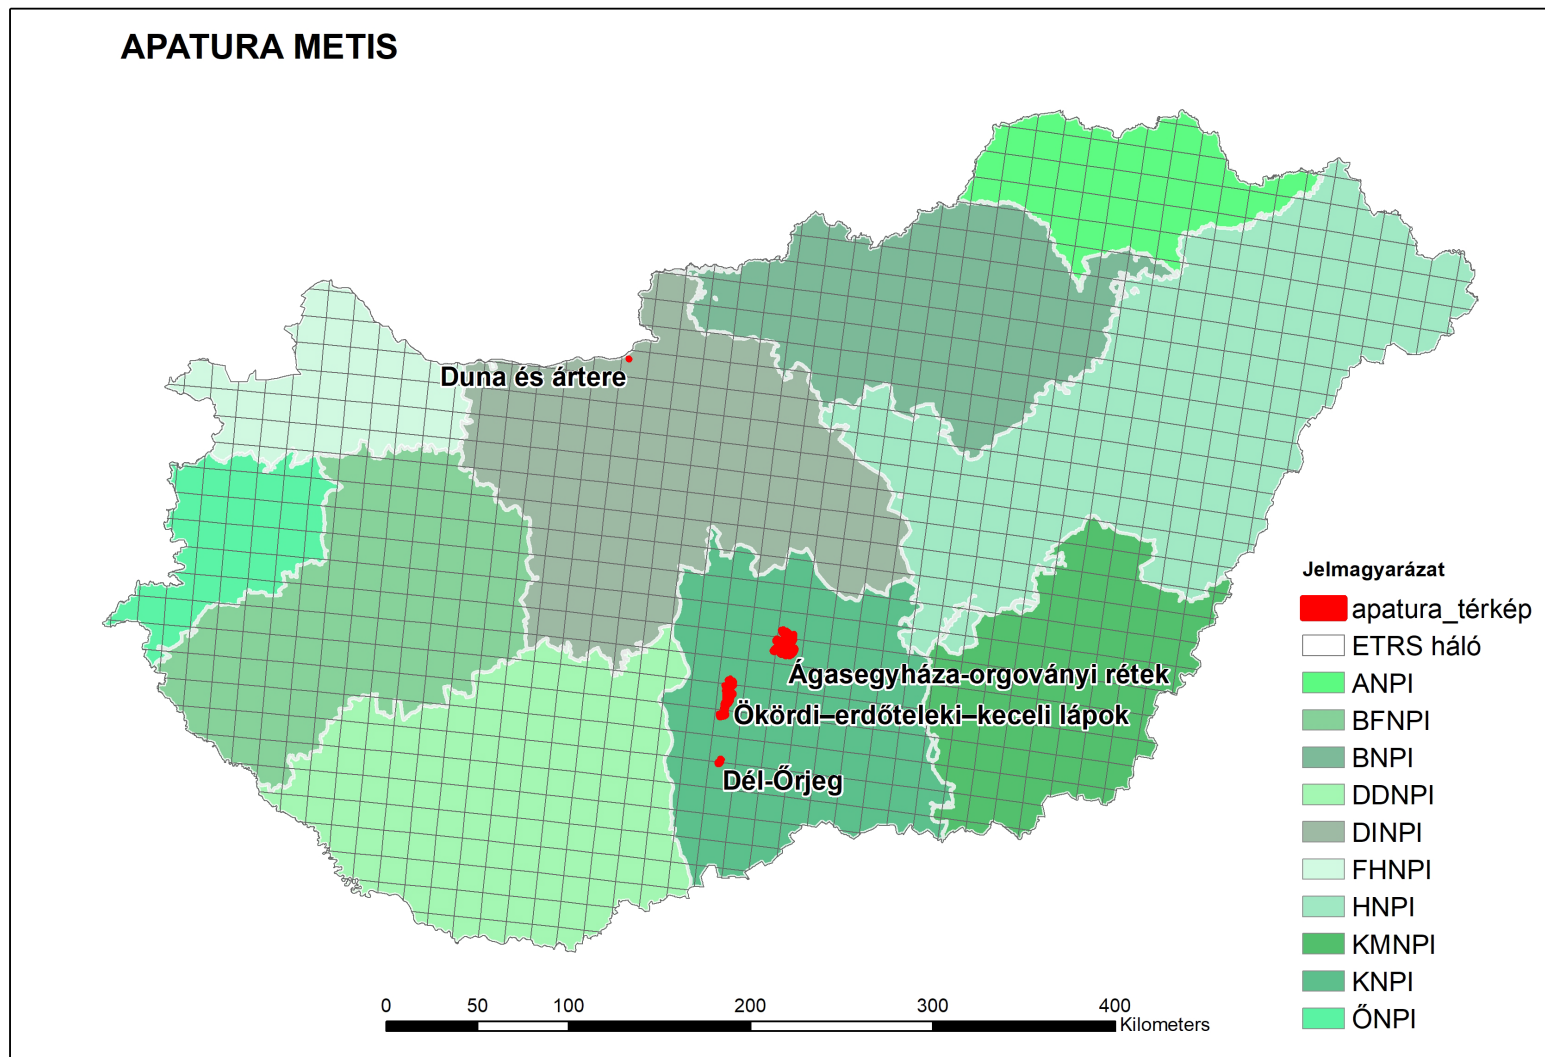 APATURA METIS
Duna és ártere
Ágasegyháza-orgoványi rétek
Ökördi–erdőteleki–keceli lápok
Dél-Őrjeg
Jelmagyarázat
apatura_térkép
ETRS háló
ANPI
BFNPI
BNPI
DDNPI
DINPI
FHNPI
HNPI
KMNPI
KNPI
ŐNPI
0 50 100 200 300 400
Kilometers